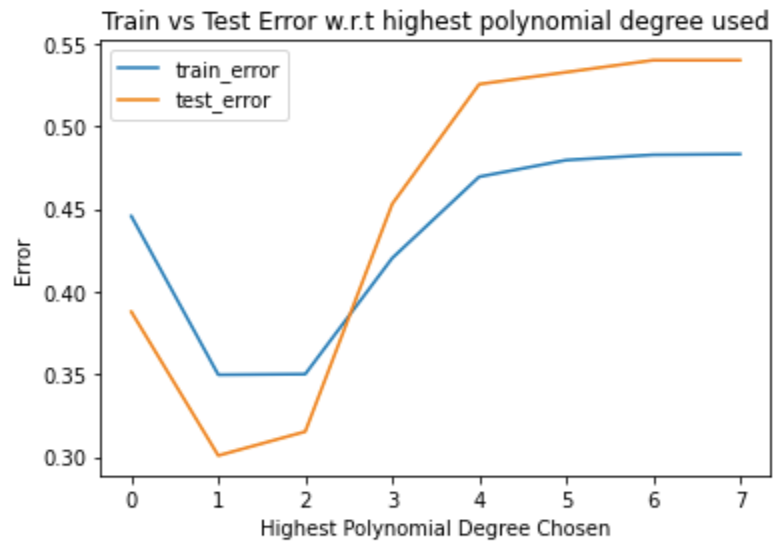 Train vs Test Error w.r.t highest polynomial degree used
train_error
test_error
0.55
0.50
0.45
0.40
0.35
0.30
Error
0 1 2 3 4 5 6 7
Highest Polynomial Degree Chosen